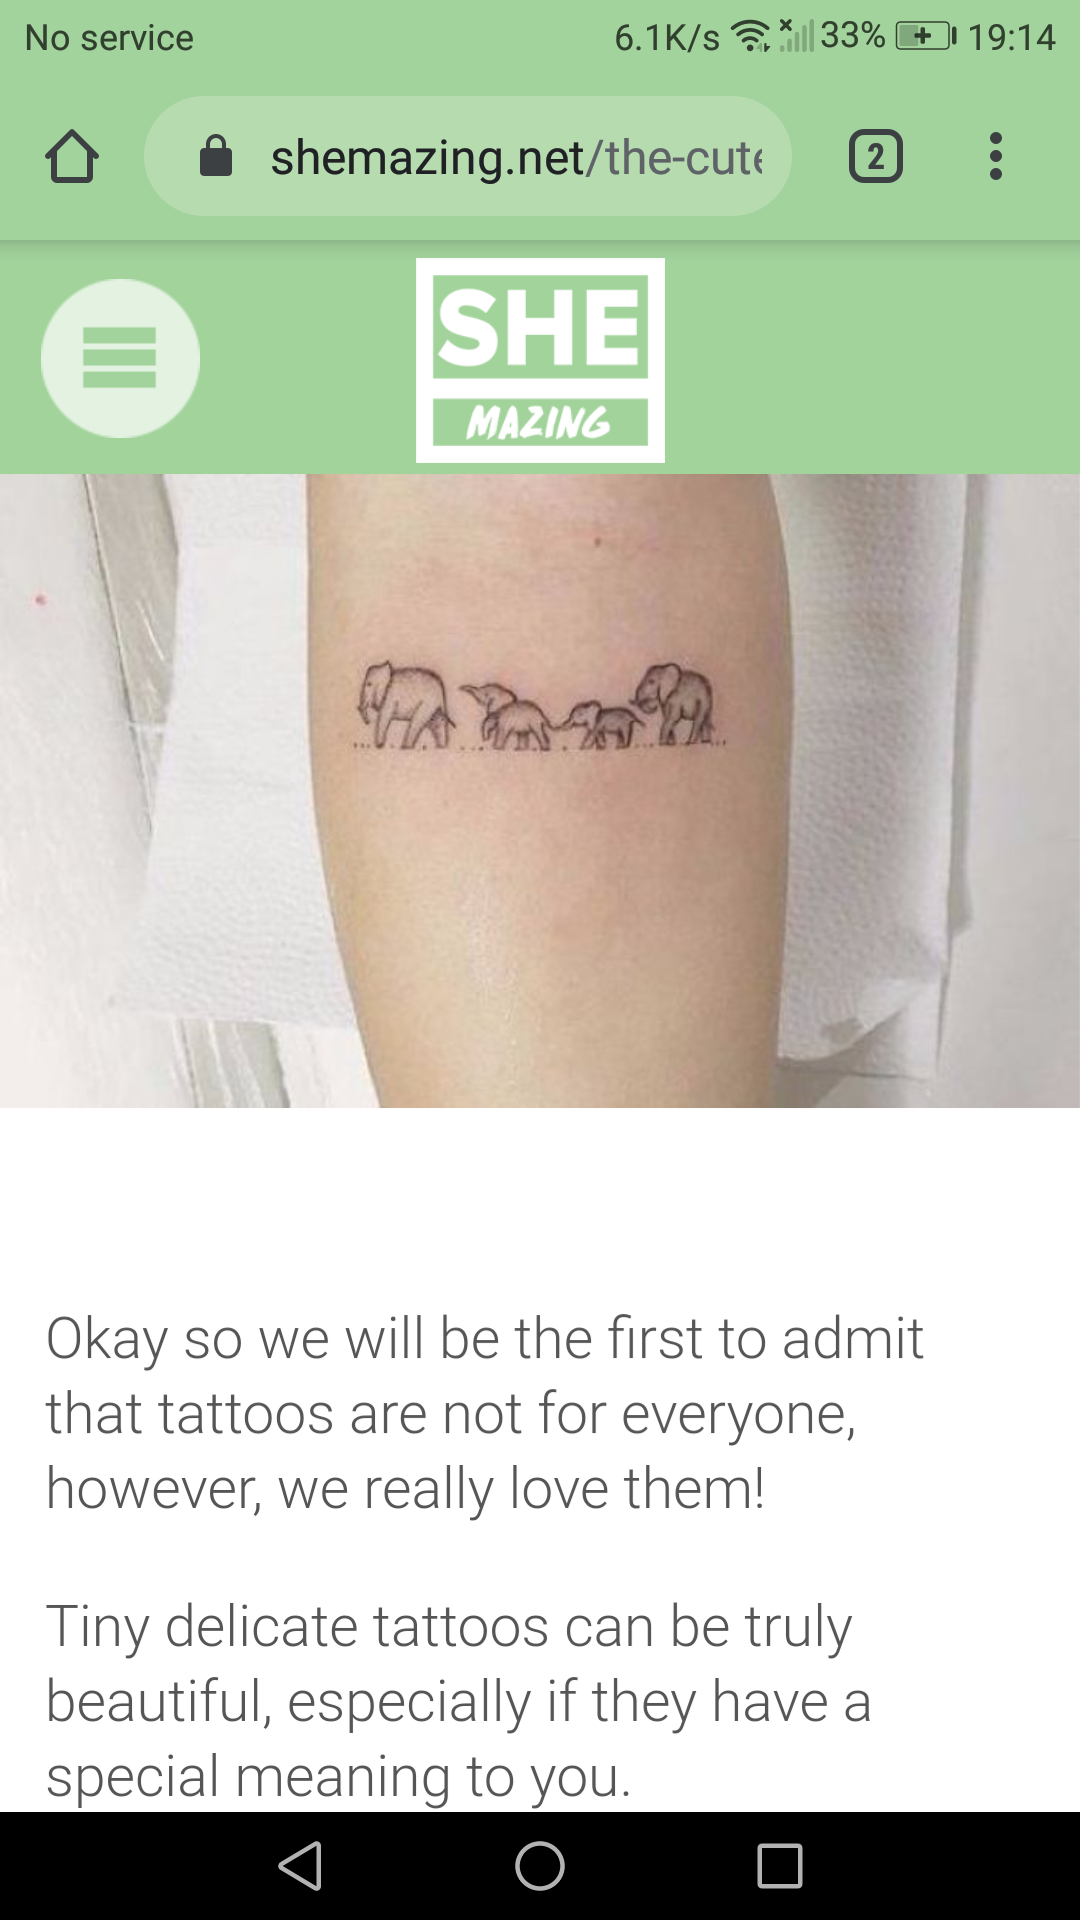 No service 6.1K/s 33% 19:14
shemazing.net/the-cute 2
SHE
MAZING
Okay so we will be the first to admit
that tattoos are not for everyone,
however, we really love them!
Tiny delicate tattoos can be truly
beautiful, especially if they have a
special meaning to you.